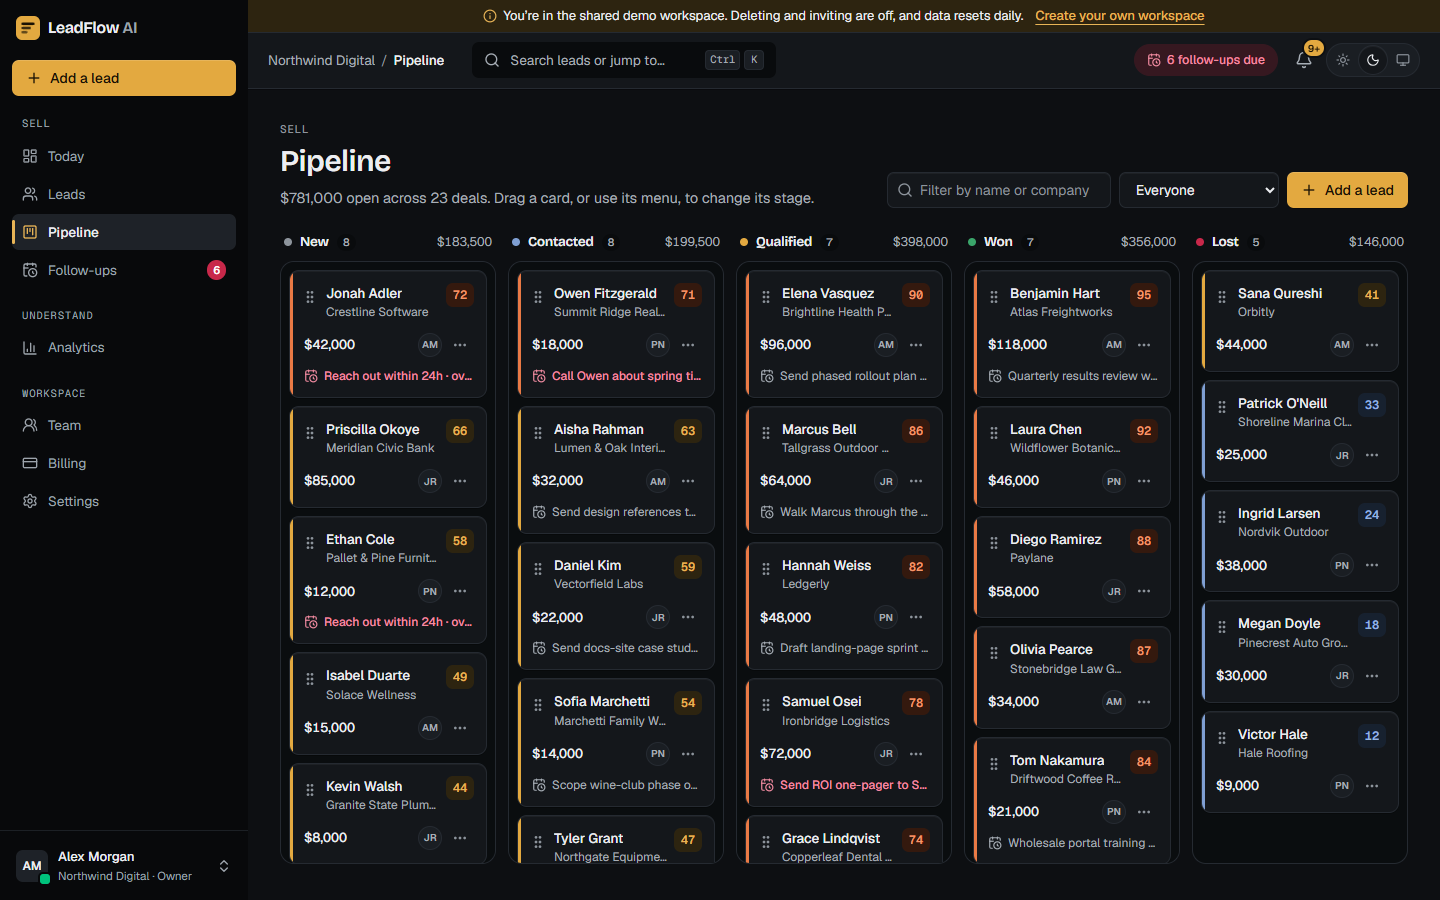 LeadFlow AI
Add a lead
SELL
Today
Leads
Pipeline
Follow-ups 6
UNDERSTAND
Analytics
WORKSPACE
Team
Billing
Settings
AM
Alex Morgan
Northwind Digital · Owner
You're in the shared demo workspace. Deleting and inviting are off, and data resets daily. Create your own workspace
Northwind Digital / Pipeline
Search leads or jump to... Ctrl K
6 follow-ups due
9+
SELL
Pipeline
$781,000 open across 23 deals. Drag a card, or use its menu, to change its stage.
Filter by name or company
Everyone
Add a lead
New 8 $183,500
Jonah Adler 72
Crestline Software
$42,000 AM
Reach out within 24h · ov...
Priscilla Okoye 66
Meridian Civic Bank
$85,000 JR
Ethan Cole 58
Pallet & Pine Furnit...
$12,000 PN
Reach out within 24h · ov...
Isabel Duarte 49
Solace Wellness
$15,000 AM
Kevin Walsh 44
Granite State Plum...
$8,000 JR
Contacted 8 $199,500
Owen Fitzgerald 71
Summit Ridge Real...
$18,000 PN
Call Owen about spring ti...
Aisha Rahman 63
Lumen & Oak Interi...
$32,000 AM
Send design references t...
Daniel Kim 59
Vectorfield Labs
$22,000 JR
Send docs-site case stud...
Sofia Marchetti 54
Marchetti Family W...
$14,000 PN
Scope wine-club phase o...
Tyler Grant 47
Northgate Equipme...
Qualified 7 $398,000
Elena Vasquez 90
Brightline Health P...
$96,000 AM
Send phased rollout plan ...
Marcus Bell 86
Tallgrass Outdoor ...
$64,000 JR
Walk Marcus through the ...
Hannah Weiss 82
Ledgerly
$48,000 PN
Draft landing-page sprint ...
Samuel Osei 78
Ironbridge Logistics
$72,000 JR
Send ROI one-pager to S...
Grace Lindqvist 74
Copperleaf Dental ...
Won 7 $356,000
Benjamin Hart 95
Atlas Freightworks
$118,000 AM
Quarterly results review w...
Laura Chen 92
Wildflower Botanic...
$46,000 PN
Diego Ramirez 88
Paylane
$58,000 JR
Olivia Pearce 87
Stonebridge Law G...
$34,000 AM
Tom Nakamura 84
Driftwood Coffee R...
$21,000 PN
Wholesale portal training ...
Lost 5 $146,000
Sana Qureshi 41
Orbitly
$44,000 AM
Patrick O'Neill 33
Shoreline Marina Cl...
$25,000 JR
Ingrid Larsen 24
Nordvik Outdoor
$38,000 PN
Megan Doyle 18
Pinecrest Auto Gro...
$30,000 JR
Victor Hale 12
Hale Roofing
$9,000 PN